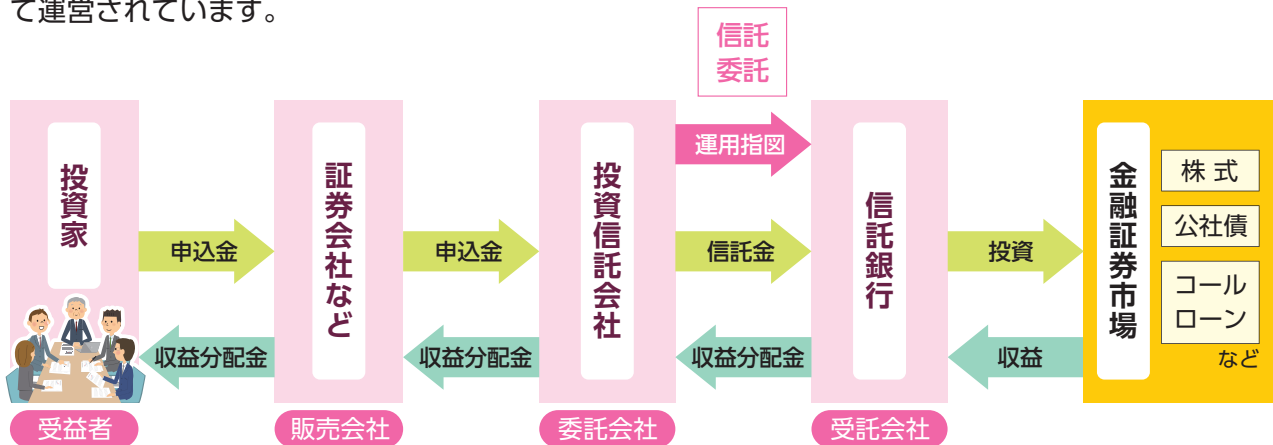 て運営されています。
信託
委託
運用指図
投資家
証券会社など
投資信託会社
信託銀行
金融証券市場
株 式
公社債
コール
ローン
など
申込金
申込金
信託金
投資
収益分配金
収益分配金
収益分配金
収益
受益者
販売会社
委託会社
受託会社